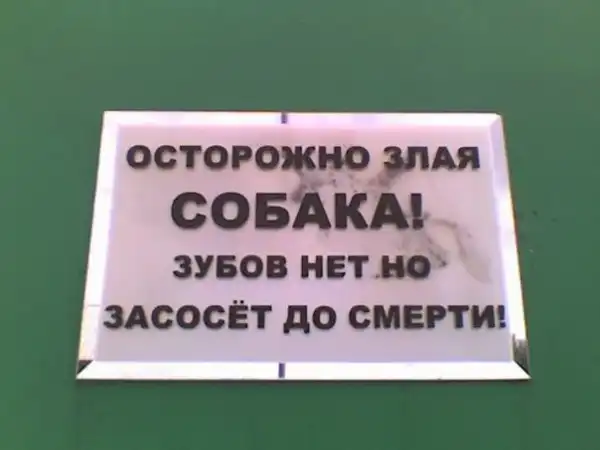 ОСТОРОЖНО ЗЛАЯ
СОБАКА!
ЗУБОВ НЕТ НО
ЗАСОСЁТ ДО СМЕРТИ!